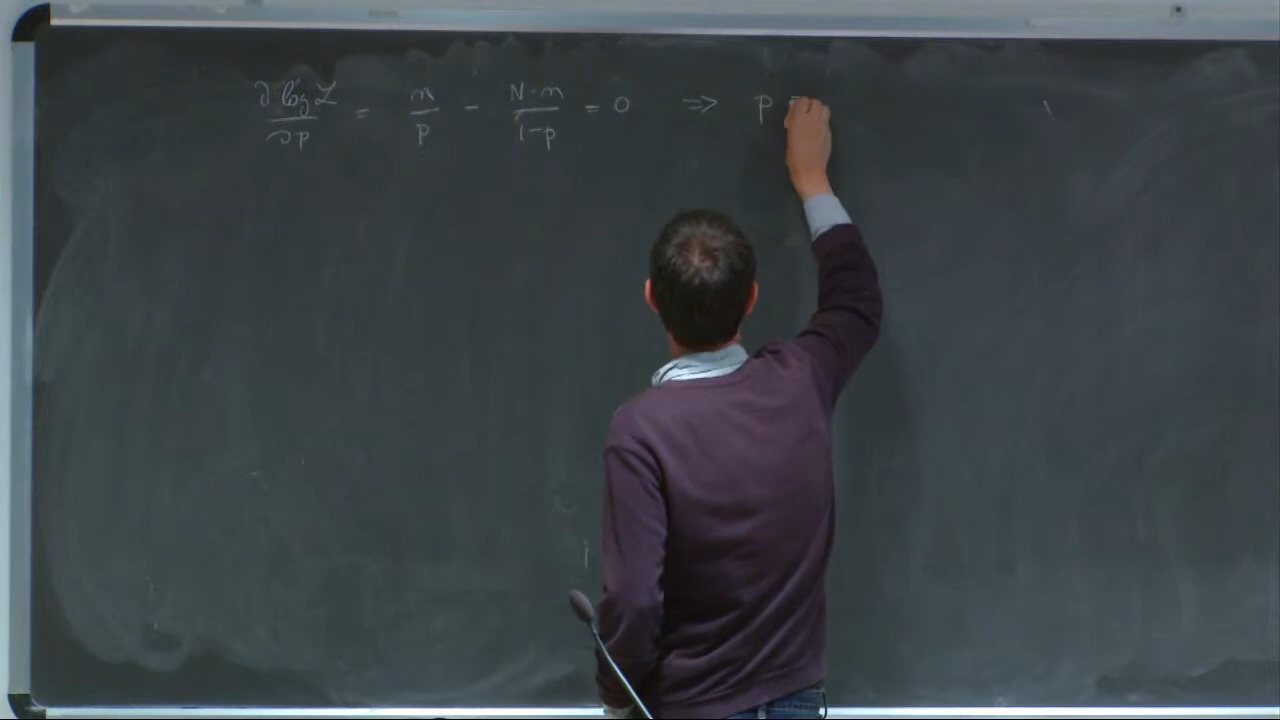 ∂ log ℒ / ∂p = n/p - N-n / 1-p = 0 ⇒ p =